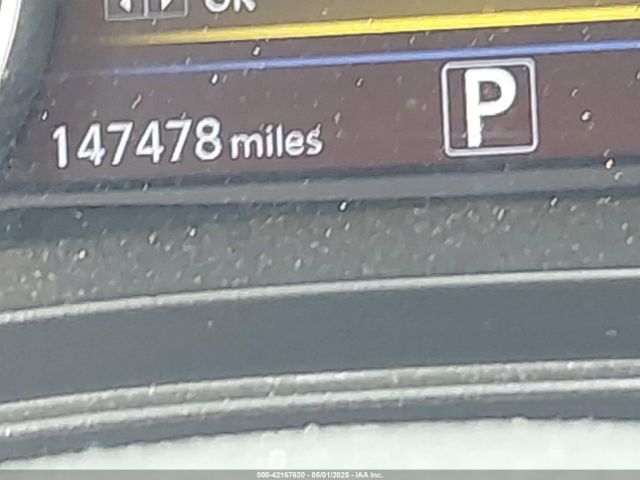 OK
147478 miles
P
000-42167620 - 05/01/2025 - IAA Inc.